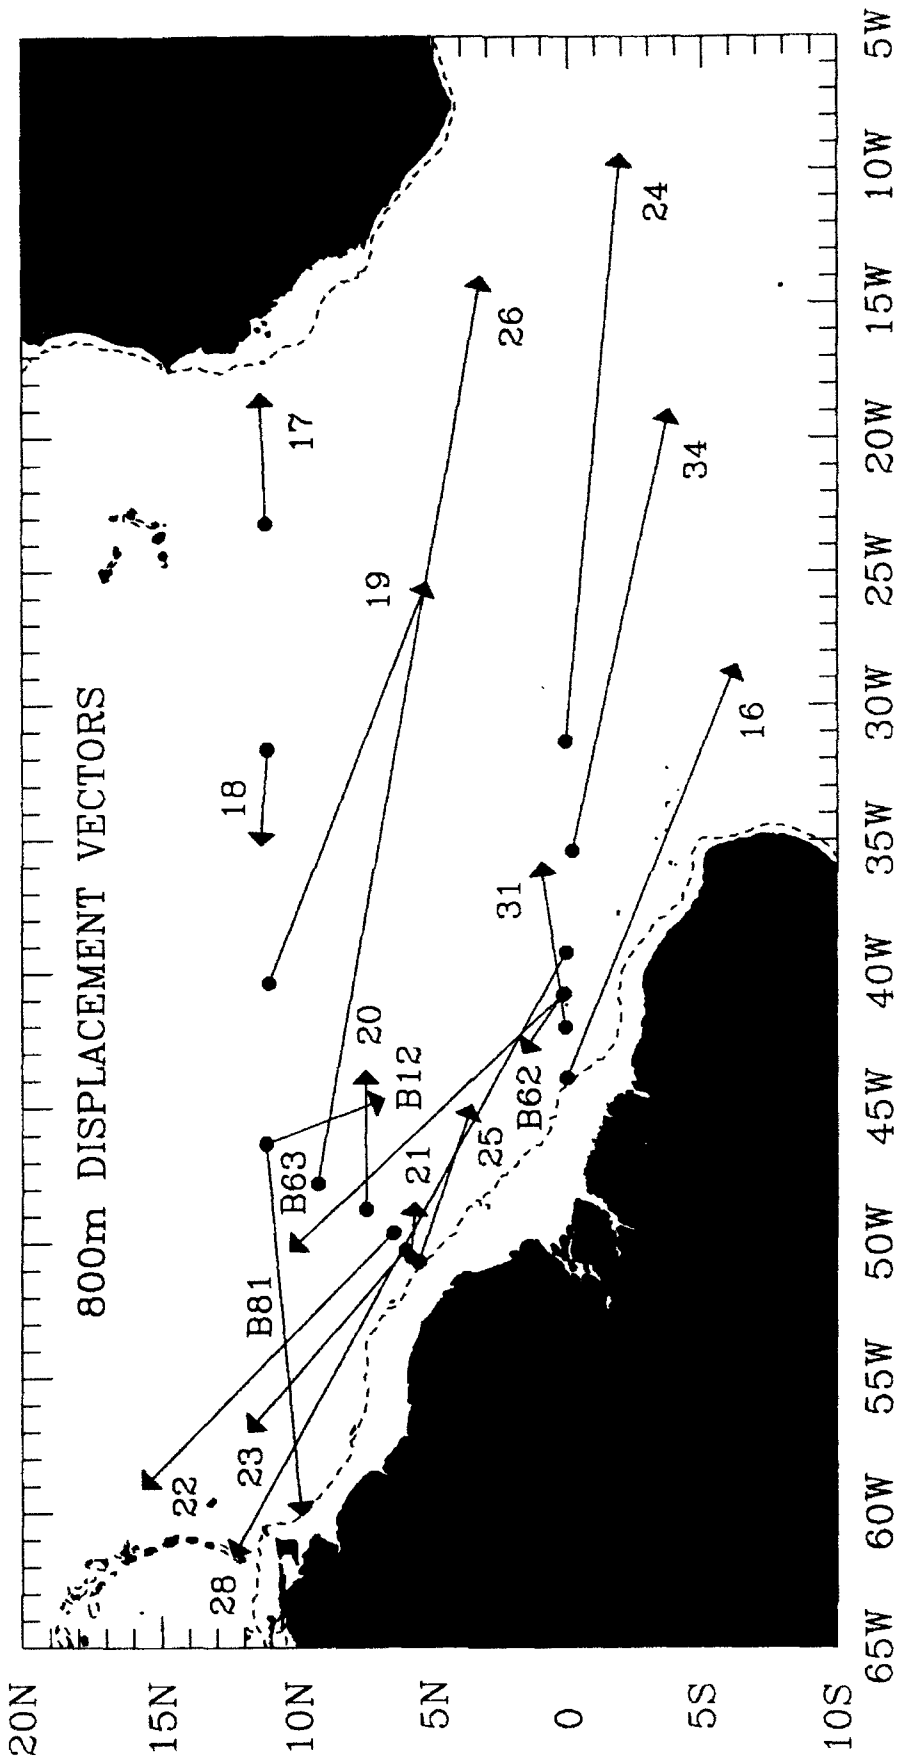 800m DISPLACEMENT VECTORS
20N
15N
10N
5N
0
5S
10S
65W
60W
55W
50W
45W
40W
35W
30W
25W
20W
15W
10W
5W
28
22
23
B81
B63
21
25
B12
20
B62
31
18
19
17
16
34
26
24